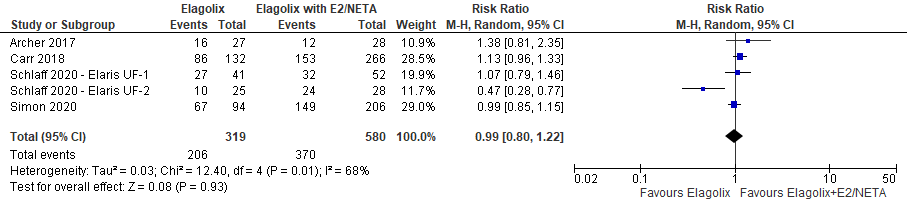 Elagolix Elagolix with E2/NETA Risk Ratio Risk Ratio
Study or Subgroup Events Total Events Total Weight M-H, Random, 95% CI M-H, Random, 95% CI
Archer 2017 16 27 12 28 10.9% 1.38 [0.81, 2.35]
Carr 2018 86 132 153 266 28.5% 1.13 [0.96, 1.33]
Schlaff 2020 - Elaris UF-1 27 41 32 52 19.9% 1.07 [0.79, 1.46]
Schlaff 2020 - Elaris UF-2 10 25 24 28 11.7% 0.47 [0.28, 0.77]
Simon 2020 67 94 149 206 29.0% 0.99 [0.85, 1.15]
Total (95% CI) 319 580 100.0% 0.99 [0.80, 1.22]
Total events 206 370
Heterogeneity: Tau² = 0.03; Chi² = 12.40, df = 4 (P = 0.01); I² = 68%
Test for overall effect: Z = 0.08 (P = 0.93)
0.02 0.1 1 10 50
Favours Elagolix Favours Elagolix+E2/NETA